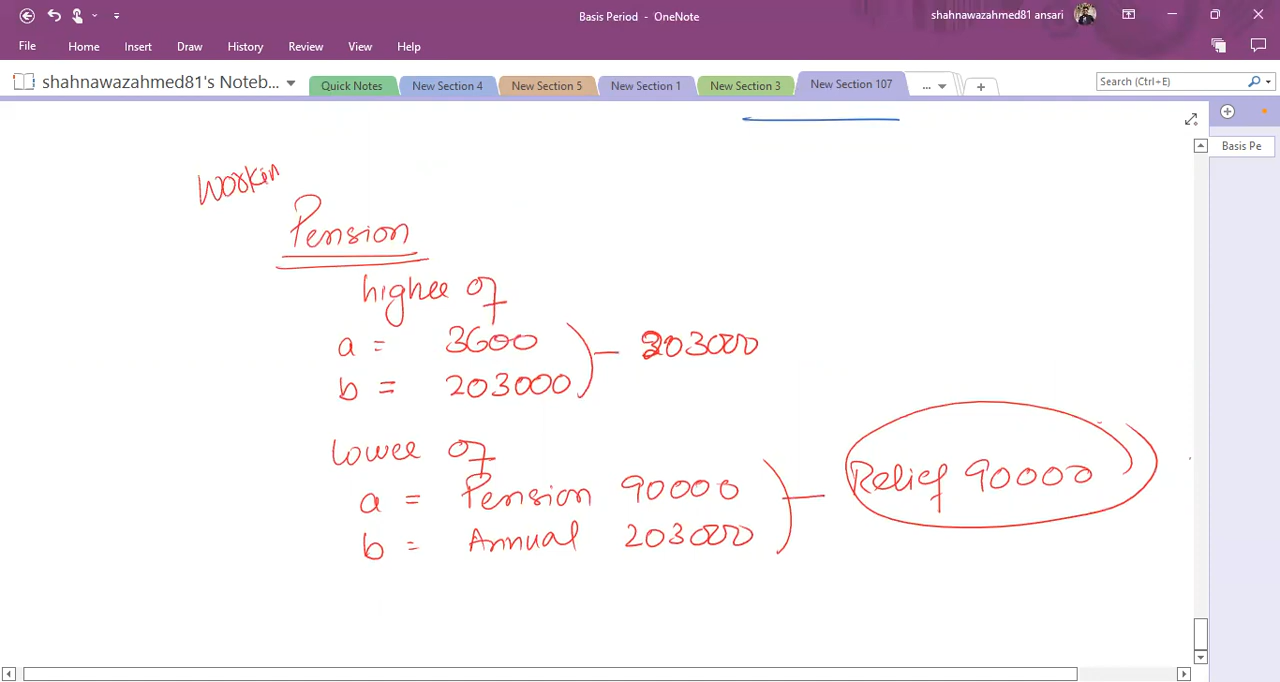 Basis Period - OneNote
shahnawazahmed81 ansari
File Home Insert Draw History Review View Help
shahnawazahmed81's Noteb...
Quick Notes
New Section 4
New Section 5
New Section 1
New Section 3
New Section 107
...
Search (Ctrl+E)
Basis Pe
Workin
Pension
higher of
a = 3600
b = 203000
203000
lower of
a = Pension 90000
b = Annual 203000
Relief 90000